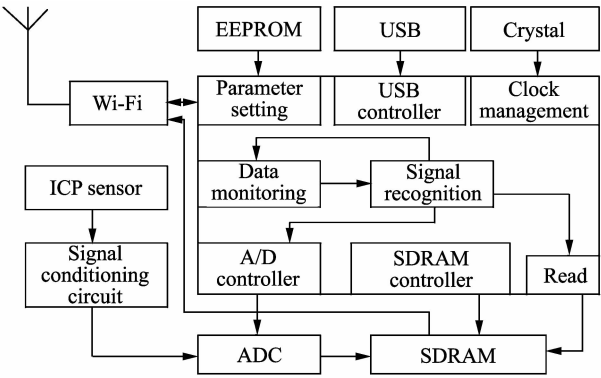 EEPROM
USB
Crystal
Wi-Fi
Parameter
setting
USB
controller
Clock
management
ICP sensor
Data
monitoring
Signal
recognition
Signal
conditioning
circuit
A/D
controller
SDRAM
controller
Read
ADC
SDRAM